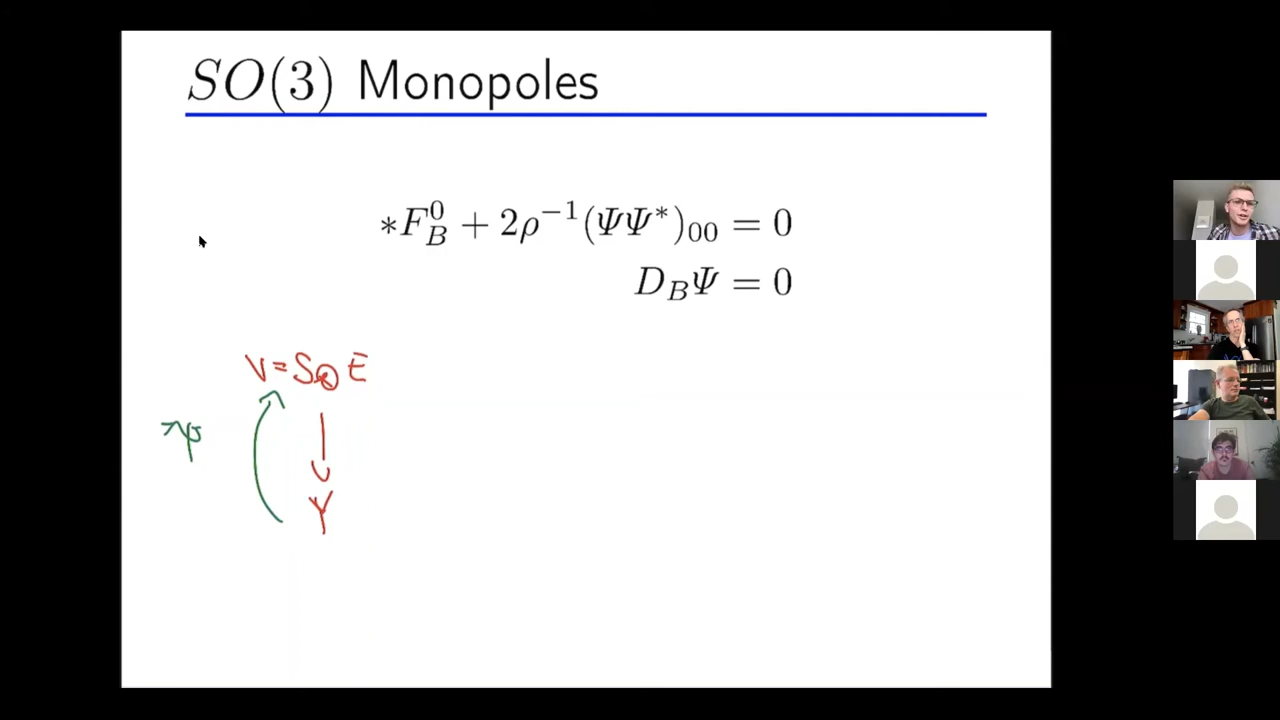 SO(3) Monopoles
∗F_B^0 + 2ρ^{−1}(ΨΨ*)_{00} = 0
D_BΨ = 0
V = S⊗E
ψ
Y